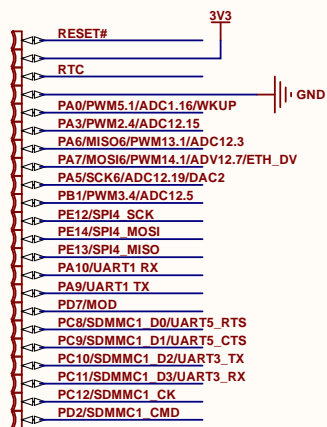 3V3
RESET#
RTC
GND
PA0/PWM5.1/ADC1.16/WKUP
PA3/PWM2.4/ADC12.15
PA6/MISO6/PWM13.1/ADC12.3
PA7/MOSI6/PWM14.1/ADV12.7/ETH_DV
PA5/SCK6/ADC12.19/DAC2
PB1/PWM3.4/ADC12.5
PE12/SPI4_SCK
PE14/SPI4_MOSI
PE13/SPI4_MISO
PA10/UART1 RX
PA9/UART1 TX
PD7/MOD
PC8/SDMMC1_D0/UART5_RTS
PC9/SDMMC1_D1/UART5_CTS
PC10/SDMMC1_D2/UART3_TX
PC11/SDMMC1_D3/UART3_RX
PC12/SDMMC1_CK
PD2/SDMMC1_CMD